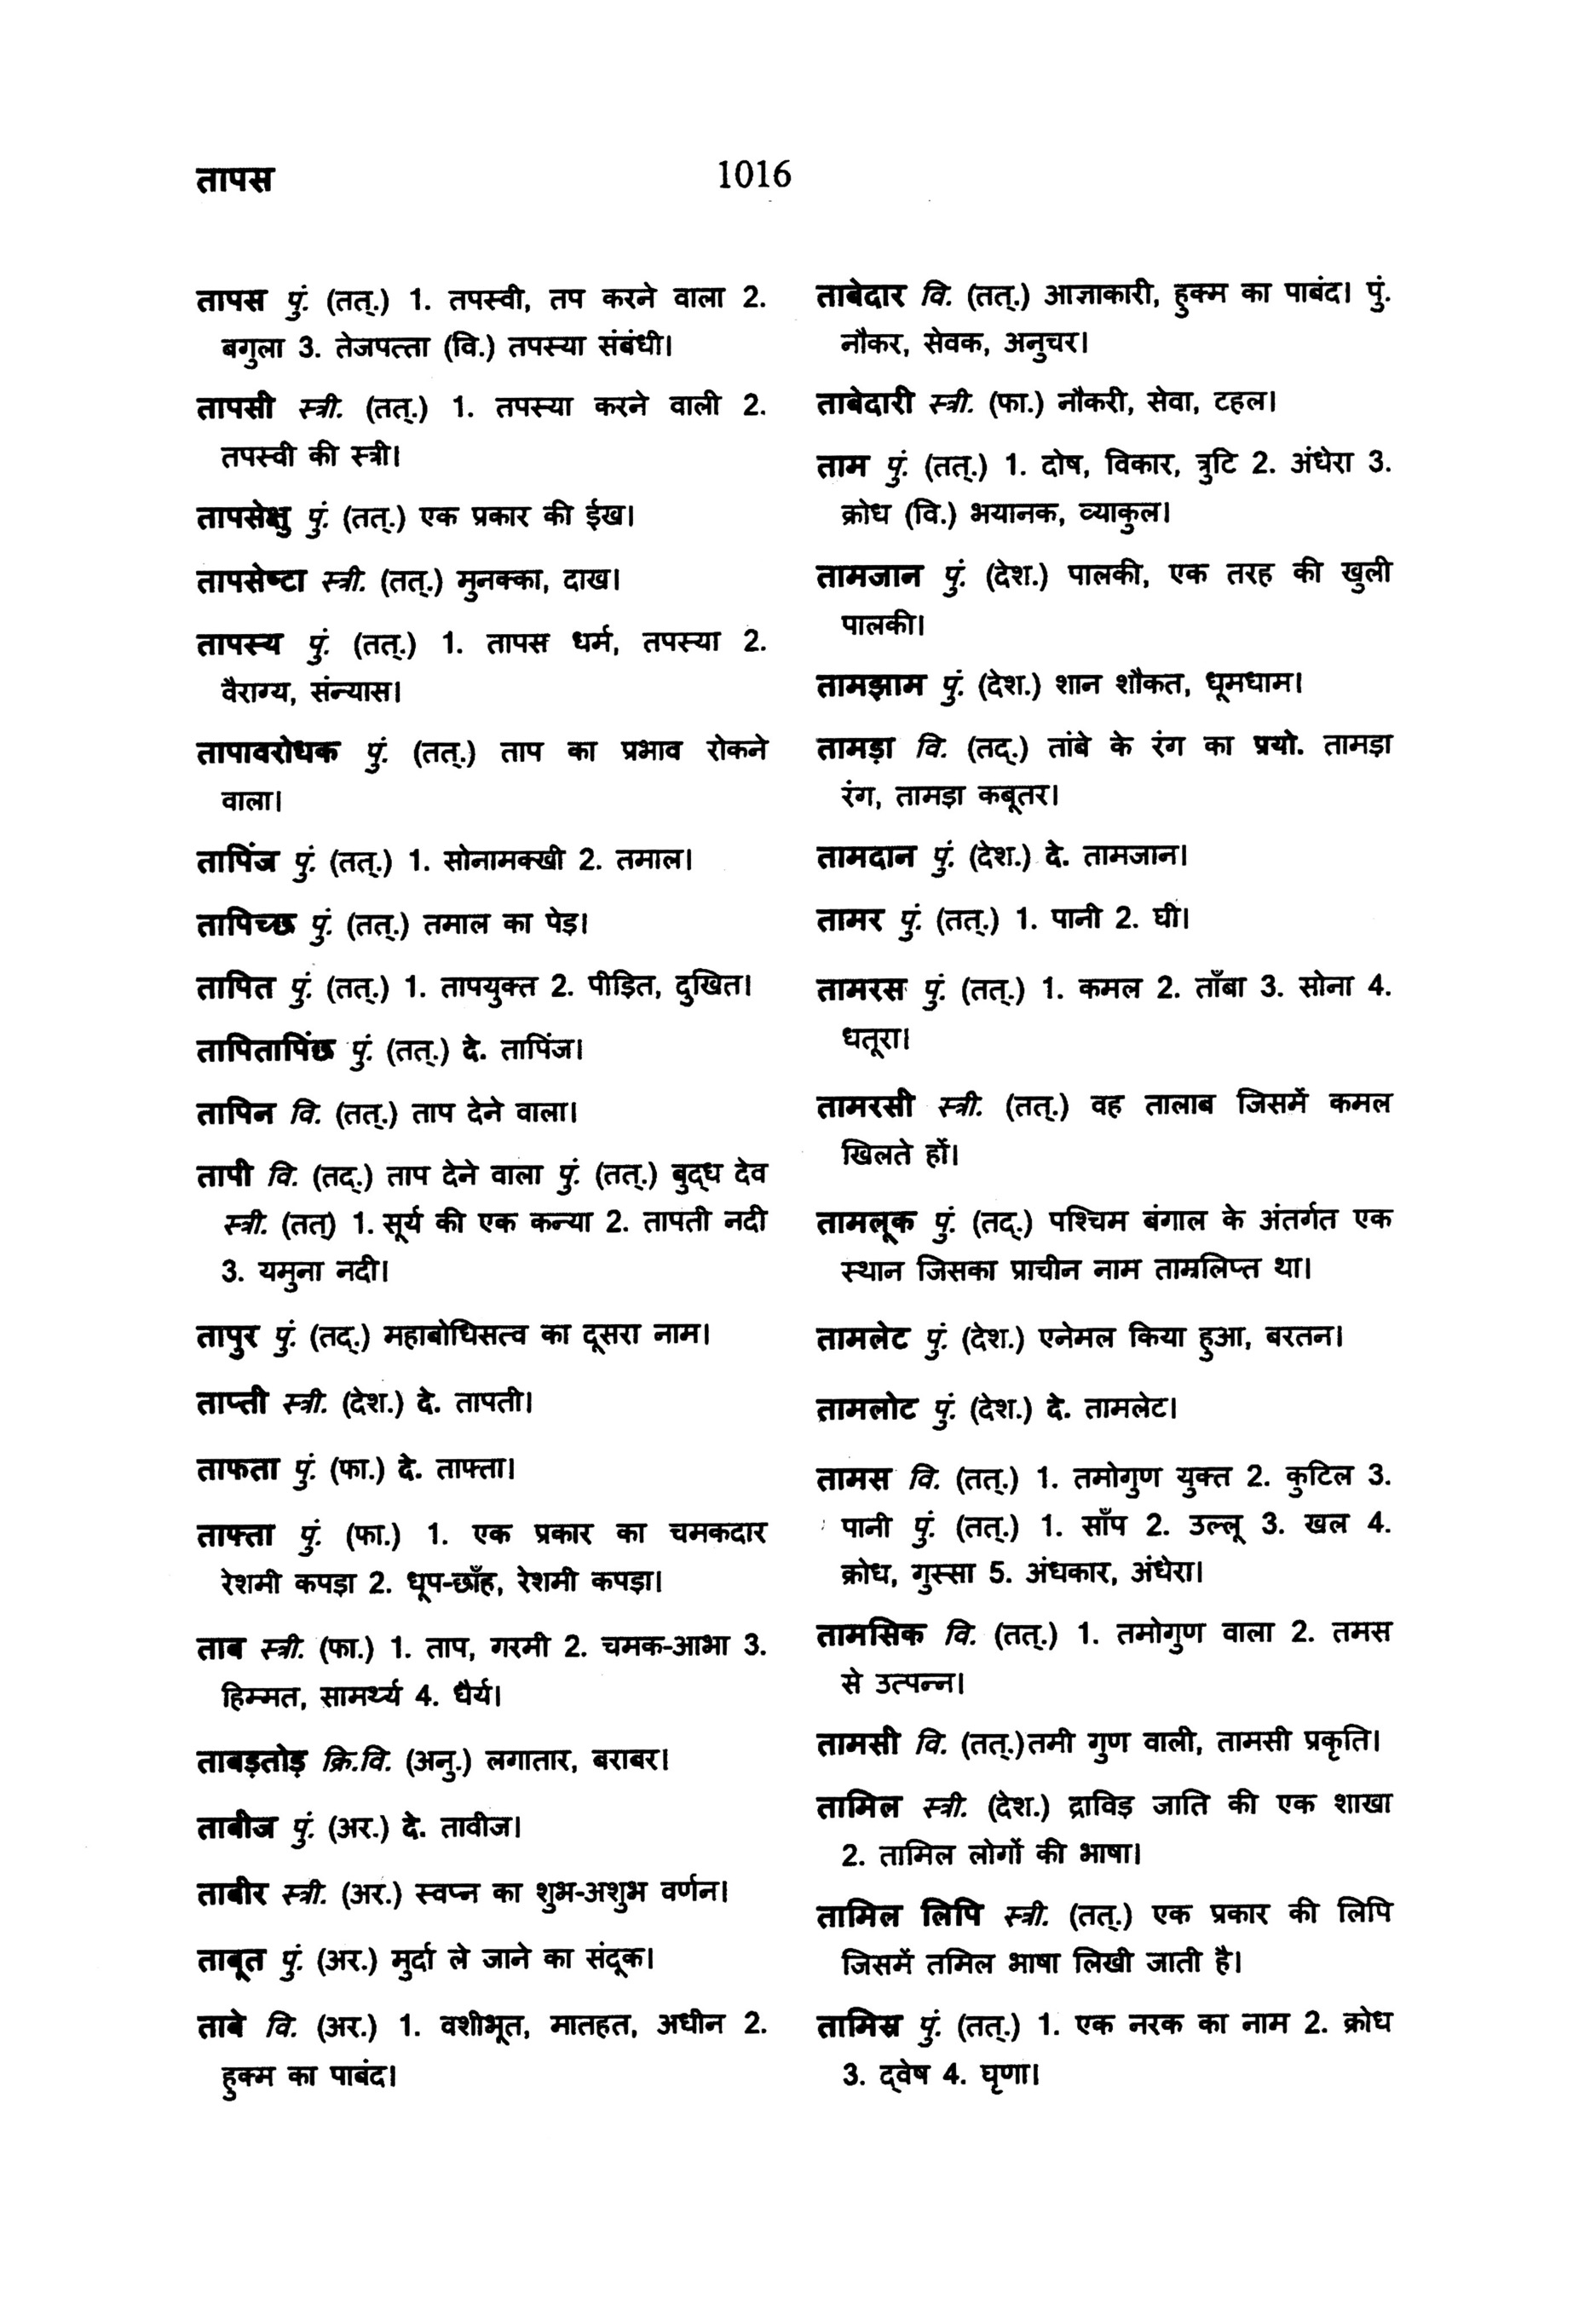 तापस
1016
तापस पुं. (तत्.) 1. तपस्वी, तप करने वाला 2.
बगुला 3. तेजपत्ता (वि.) तपस्या संबंधी।
तापसी स्त्री. (तत्.) 1. तपस्या करने वाली 2.
तपस्वी की स्त्री।
तापसेक्षु पुं. (तत्.) एक प्रकार की ईख।
तापसेष्टा स्त्री. (तत्.) मुनक्का, दाख।
तापस्य पुं. (तत्.) 1. तापस धर्म, तपस्या 2.
वैराग्य, संन्यास।
तापावरोधक पुं. (तत्.) ताप का प्रभाव रोकने
वाला।
तापिंज पुं. (तत्.) 1. सोनामक्खी 2. तमाल।
तापिच्छ पुं. (तत्.) तमाल का पेड़।
तापित पुं. (तत्.) 1. तापयुक्त 2. पीड़ित, दुखित।
तापितापिंछ पुं. (तत्.) दे. तापिंज।
तापिन वि. (तत्.) ताप देने वाला।
तापी वि. (तद्.) ताप देने वाला पुं. (तत्.) बुद्ध देव
स्त्री. (तत्) 1. सूर्य की एक कन्या 2. तापती नदी
3. यमुना नदी।
तापुर पुं. (तद्.) महाबोधिसत्व का दूसरा नाम।
ताप्ती स्त्री. (देश.) दे. तापती।
ताफता पुं. (फा.) दे. ताफ्ता।
ताफ्ता पुं. (फा.) 1. एक प्रकार का चमकदार
रेशमी कपड़ा 2. धूप-छाँह, रेशमी कपड़ा।
ताब स्त्री. (फा.) 1. ताप, गरमी 2. चमक-आभा 3.
हिम्मत, सामर्थ्य 4. धैर्य।
ताबड़तोड़ क्रि.वि. (अनु.) लगातार, बराबर।
ताबीज पुं. (अर.) दे. तावीज।
ताबीर स्त्री. (अर.) स्वप्न का शुभ-अशुभ वर्णन।
ताबूत पुं. (अर.) मुर्दा ले जाने का संदूक।
ताबे वि. (अर.) 1. वशीभूत, मातहत, अधीन 2.
हुक्म का पाबंद।
ताबेदार वि. (तत्.) आज्ञाकारी, हुक्म का पाबंद। पुं.
नौकर, सेवक, अनुचर।
ताबेदारी स्त्री. (फा.) नौकरी, सेवा, टहल।
ताम पुं. (तत्.) 1. दोष, विकार, त्रुटि 2. अंधेरा 3.
क्रोध (वि.) भयानक, व्याकुल।
तामजान पुं. (देश.) पालकी, एक तरह की खुली
पालकी।
तामझाम पुं. (देश.) शान शौकत, धूमधाम।
तामड़ा वि. (तद्.) तांबे के रंग का प्रयो. तामड़ा
रंग, तामड़ा कबूतर।
तामदान पुं. (देश.) दे. तामजान।
तामर पुं. (तत्.) 1. पानी 2. घी।
तामरस पुं. (तत्.) 1. कमल 2. ताँबा 3. सोना 4.
धतूरा।
तामरसी स्त्री. (तत्.) वह तालाब जिसमें कमल
खिलते हों।
तामलूक पुं. (तद्.) पश्चिम बंगाल के अंतर्गत एक
स्थान जिसका प्राचीन नाम ताम्रलिप्त था।
तामलेट पुं. (देश.) एनेमल किया हुआ, बरतन।
तामलोट पुं. (देश.) दे. तामलेट।
तामस वि. (तत्.) 1. तमोगुण युक्त 2. कुटिल 3.
पानी पुं. (तत्.) 1. साँप 2. उल्लू 3. खल 4.
क्रोध, गुस्सा 5. अंधकार, अंधेरा।
तामसिक वि. (तत्.) 1. तमोगुण वाला 2. तमस
से उत्पन्न।
तामसी वि. (तत्.)तमी गुण वाली, तामसी प्रकृति।
तामिल स्त्री. (देश.) द्राविड़ जाति की एक शाखा
2. तामिल लोगों की भाषा।
तामिल लिपि स्त्री. (तत्.) एक प्रकार की लिपि
जिसमें तमिल भाषा लिखी जाती है।
तामिस्र पुं. (तत्.) 1. एक नरक का नाम 2. क्रोध
3. द्वेष 4. घृणा।